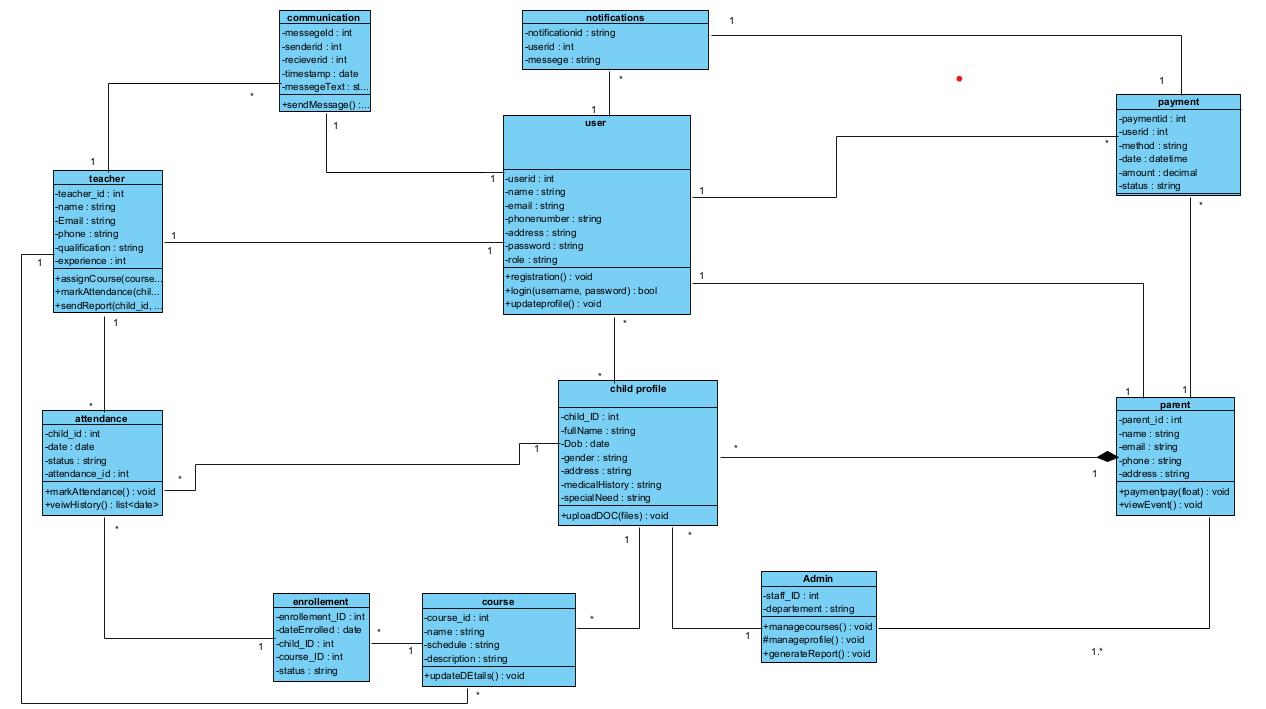 communication
-messegeId : int
-senderid : int
-recieverid : int
-timestamp : date
-messegeText : st...
+sendMessage() :...
notifications
-notificationid : string
-userid : int
-messege : string
1
1
*
1
*
1
1
1
user
-userid : int
-name : string
-email : string
-phonenumber : string
-address : string
-password : string
-role : string
+registration() : void
+login(username, password) : bool
+updateprofile() : void
payment
-paymentid : int
-userid : int
-method : string
-date : datetime
-amount : decimal
-status : string
*
1
*
teacher
-teacher_id : int
-name : string
-Email : string
-phone : string
-qualification : string
-experience : int
+assignCourse(course...
+markAttendance(chil...
+sendReport(child_id, ...
1
1
1
1
1
*
*
1
1
*
attendance
-child_id : int
-date : date
-status : string
-attendance_id : int
+markAttendance() : void
+veiwHistory() : list<date>
*
1
*
child profile
-child_ID : int
-fullName : string
-Dob : date
-gender : string
-address : string
-medicalHistory : string
-specialNeed : string
+uploadDOC(files) : void
*
1
parent
-parent_id : int
-name : string
-email : string
-phone : string
-address : string
+paymentpay(float) : void
+viewEvent() : void
*
1
*
enrollement
-enrollement_ID : int
-dateEnrolled : date
-child_ID : int
-course_ID : int
-status : string
1
*
1
course
-course_id : int
-name : string
-schedule : string
-description : string
+updateDEtails() : void
*
*
Admin
-staff_ID : int
-departement : string
+managecourses() : void
#manageprofile() : void
+generateReport() : void
1
1.*